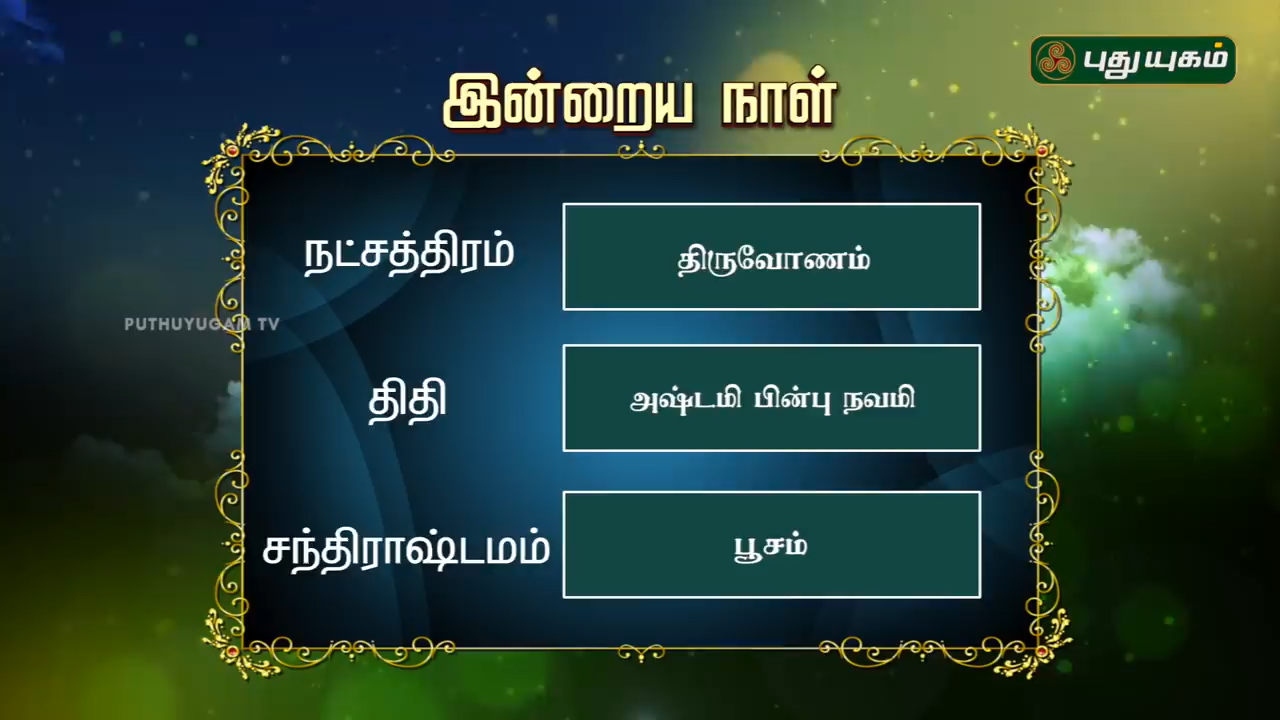 புதுயுகம்
இன்றைய நாள்
நட்சத்திரம் திருவோணம்
PUTHUYUGAM TV
திதி அஷ்டமி பின்பு நவமி
சந்திராஷ்டமம் பூசம்